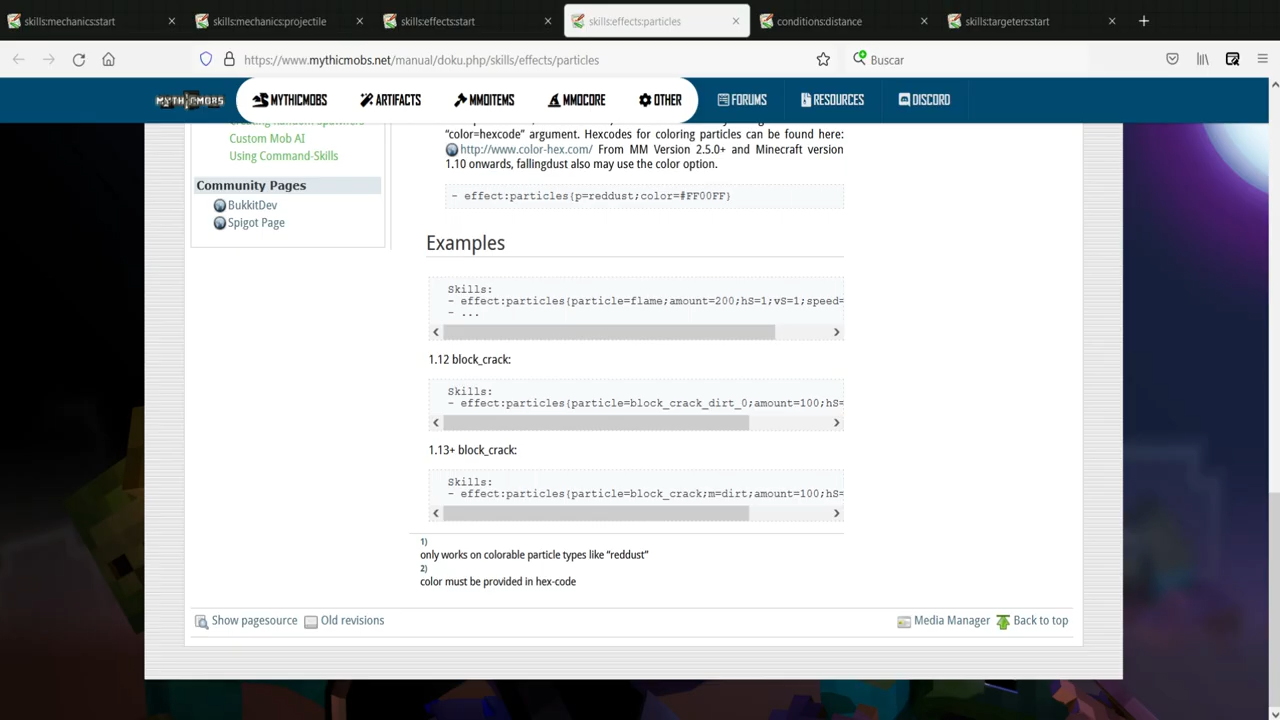 skills:mechanics:start
skills:mechanics:projectile
skills:effects:start
skills:effects:particles
conditions:distance
skills:targeters:start
https://www.mythicmobs.net/manual/doku.php/skills/effects/particles
Buscar
MYTHICMOBS
MYTHICMOBS
ARTIFACTS
MMOITEMS
MMOCORE
OTHER
FORUMS
RESOURCES
DISCORD
Custom Mob AI
Using Command-Skills
Community Pages
BukkitDev
Spigot Page
“color=hexcode” argument. Hexcodes for coloring particles can be found here:
http://www.color-hex.com/ From MM Version 2.5.0+ and Minecraft version
1.10 onwards, fallingdust also may use the color option.
- effect:particles{p=reddust;color=#FF00FF}
Examples
Skills:
- effect:particles{particle=flame;amount=200;hS=1;vS=1;speed=
- ...
1.12 block_crack:
Skills:
- effect:particles{particle=block_crack_dirt_0;amount=100;hS=
1.13+ block_crack:
Skills:
- effect:particles{particle=block_crack;m=dirt;amount=100;hS=
1)
only works on colorable particle types like “reddust”
2)
color must be provided in hex-code
Show pagesource
Old revisions
Media Manager
Back to top